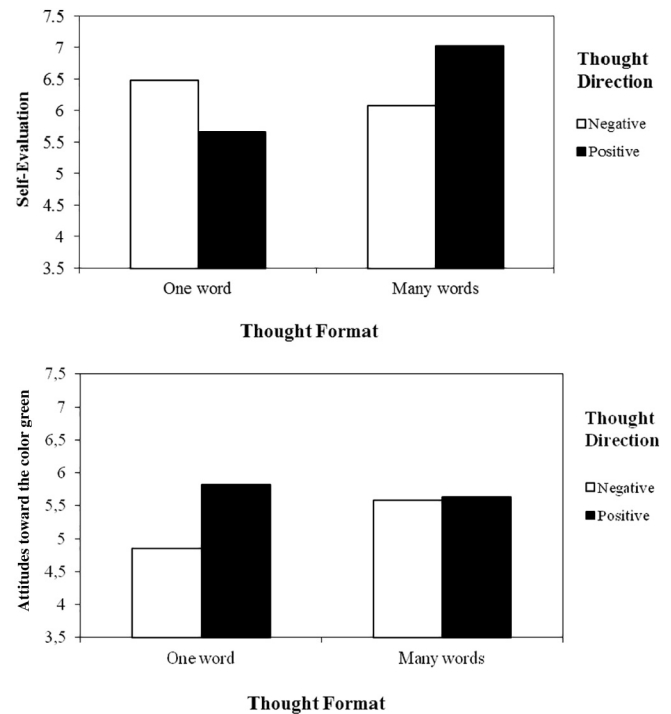 7.5
7
6.5
6
5.5
5
4.5
4
3.5
Self-Evaluation
One word
Many words
Thought Format
Thought
Direction
Negative
Positive
7,5
7
6,5
6
5,5
5
4,5
4
3,5
Attitudes toward the color green
One word
Many words
Thought Format
Thought
Direction
Negative
Positive